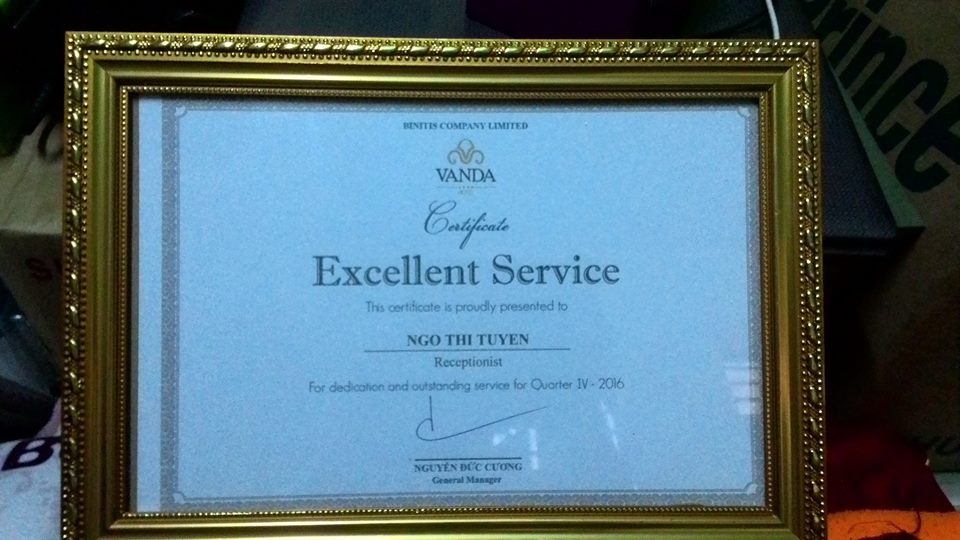 BINITIS COMPANY LIMITED
VANDA
Certificate
Excellent Service
This certificate is proudly presented to
NGO THI TUYEN
Receptionist
For dedication and outstanding service for Quarter IV - 2016
NGUYỄN ĐỨC CƯƠNG
General Manager